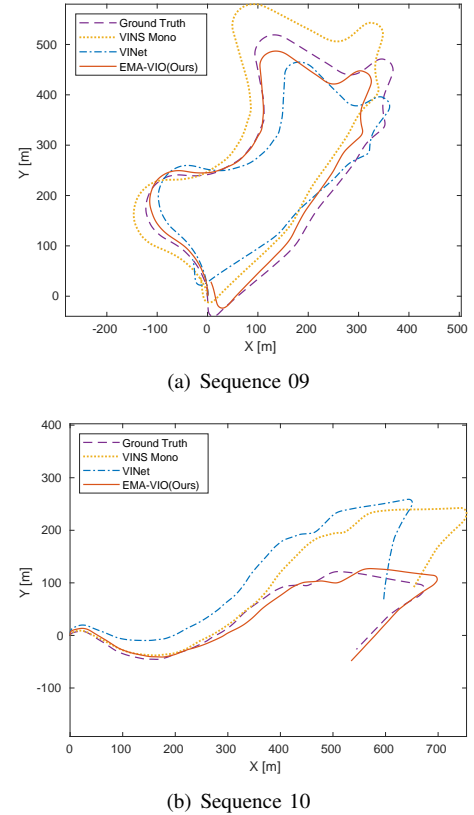 Ground Truth
VINS Mono
VINet
EMA-VIO(Ours)
500
400
300
200
100
0
Y [m]
-200
-100
0
100
200
300
400
500
X [m]
(a) Sequence 09
400
300
200
100
0
-100
Y [m]
Ground Truth
VINS Mono
VINet
EMA-VIO(Ours)
0
100
200
300
400
500
600
700
X [m]
(b) Sequence 10